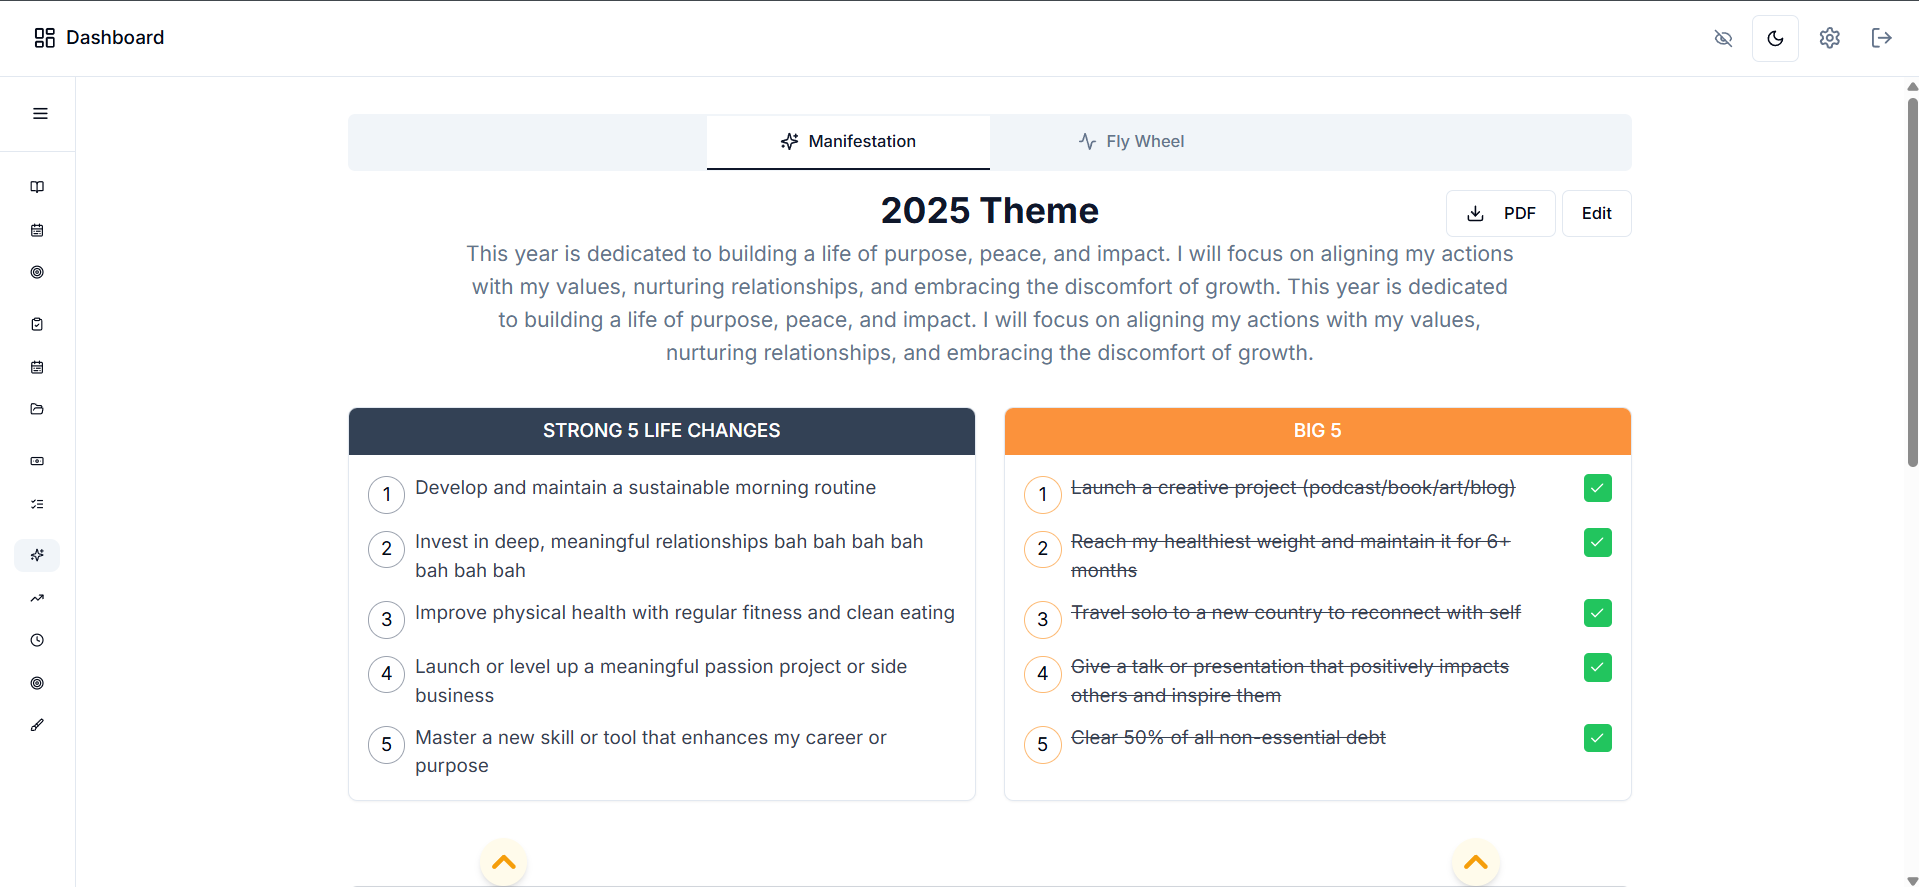 Dashboard
Manifestation
Fly Wheel
2025 Theme
PDF
Edit
This year is dedicated to building a life of purpose, peace, and impact. I will focus on aligning my actions
with my values, nurturing relationships, and embracing the discomfort of growth. This year is dedicated
to building a life of purpose, peace, and impact. I will focus on aligning my actions with my values,
nurturing relationships, and embracing the discomfort of growth.
STRONG 5 LIFE CHANGES
1 Develop and maintain a sustainable morning routine
2 Invest in deep, meaningful relationships bah bah bah bah
bah bah bah
3 Improve physical health with regular fitness and clean eating
4 Launch or level up a meaningful passion project or side
business
5 Master a new skill or tool that enhances my career or
purpose
BIG 5
1 Launch a creative project (podcast/book/art/blog)
2 Reach my healthiest weight and maintain it for 6+
months
3 Travel solo to a new country to reconnect with self
4 Give a talk or presentation that positively impacts
others and inspire them
5 Clear 50% of all non-essential debt